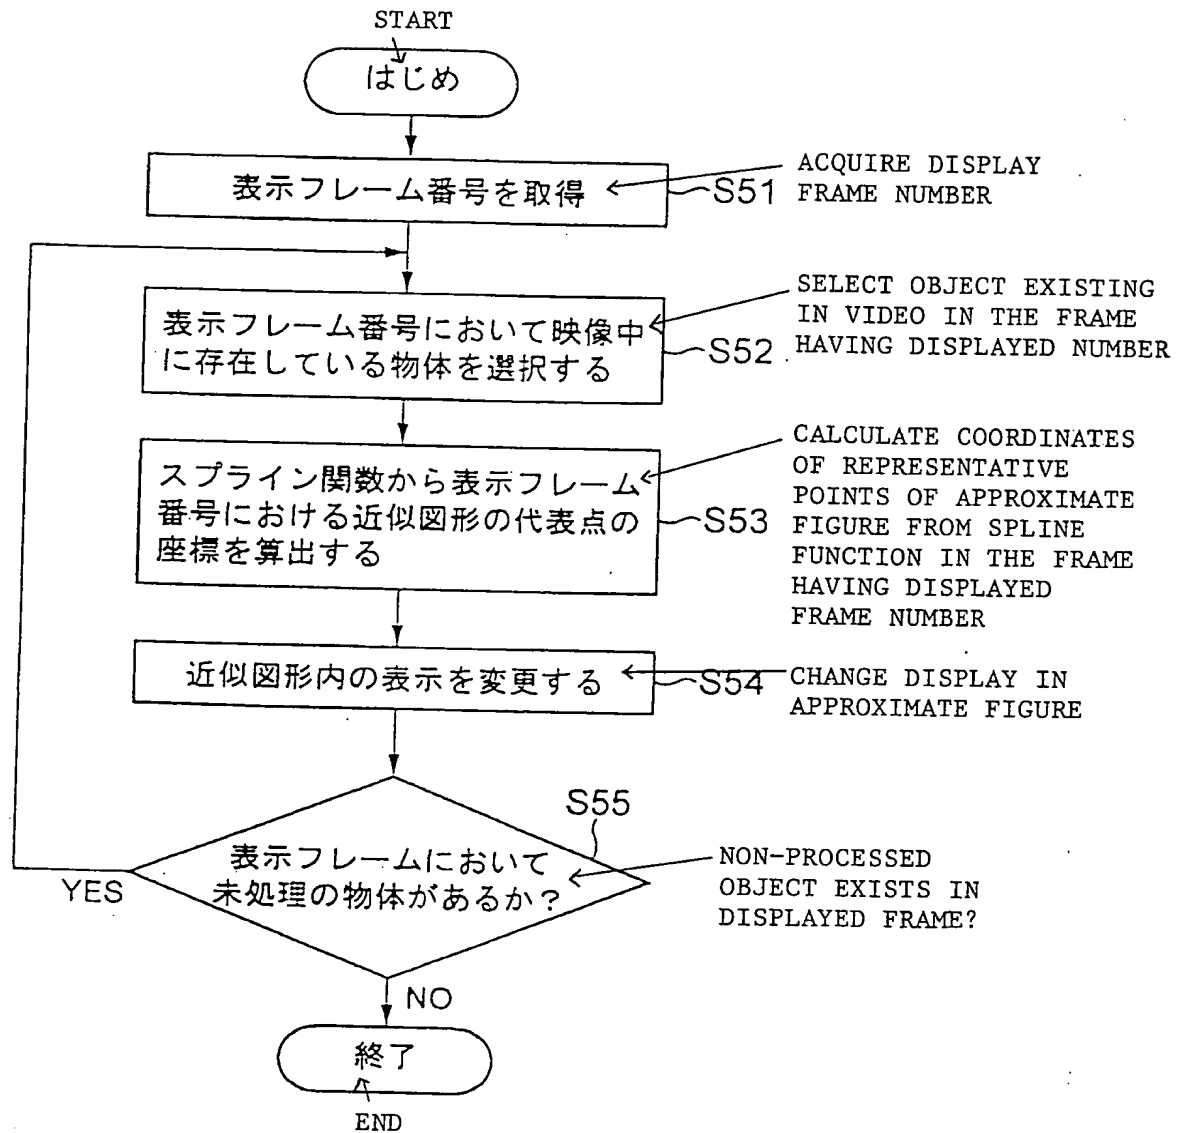 START
はじめ
表示フレーム番号を取得
S51
ACQUIRE DISPLAY
FRAME NUMBER
表示フレーム番号において映像中
に存在している物体を選択する
S52
SELECT OBJECT EXISTING
IN VIDEO IN THE FRAME
HAVING DISPLAYED NUMBER
スプライン関数から表示フレーム
番号における近似図形の代表点の
座標を算出する
S53
CALCULATE COORDINATES
OF REPRESENTATIVE
POINTS OF APPROXIMATE
FIGURE FROM SPLINE
FUNCTION IN THE FRAME
HAVING DISPLAYED
FRAME NUMBER
近似図形内の表示を変更する
S54
CHANGE DISPLAY IN
APPROXIMATE FIGURE
S55
表示フレームにおいて
未処理の物体があるか？
NON-PROCESSED
OBJECT EXISTS IN
DISPLAYED FRAME?
YES
NO
終了
END